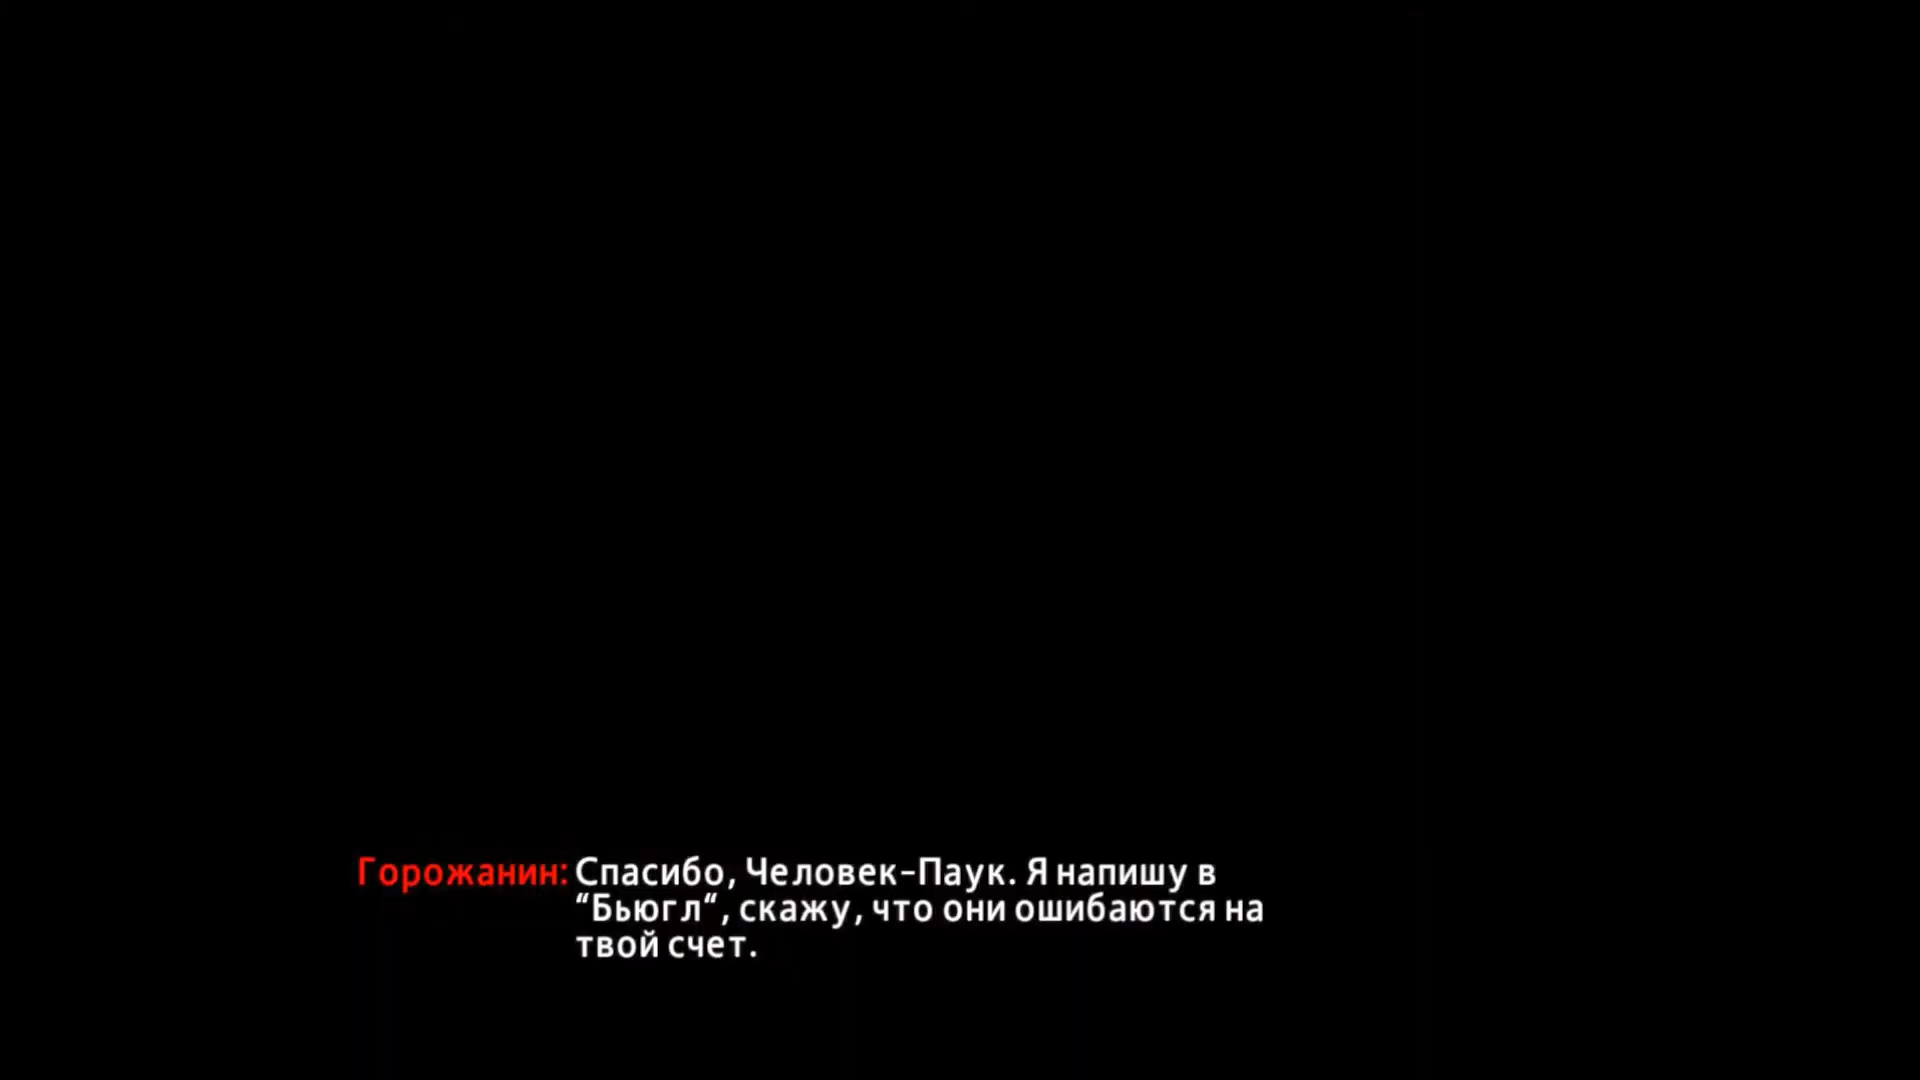 Горожанин: Спасибо, Человек-Паук. Я напишу в
“Бьюгл“, скажу, что они ошибаются на
твой счет.